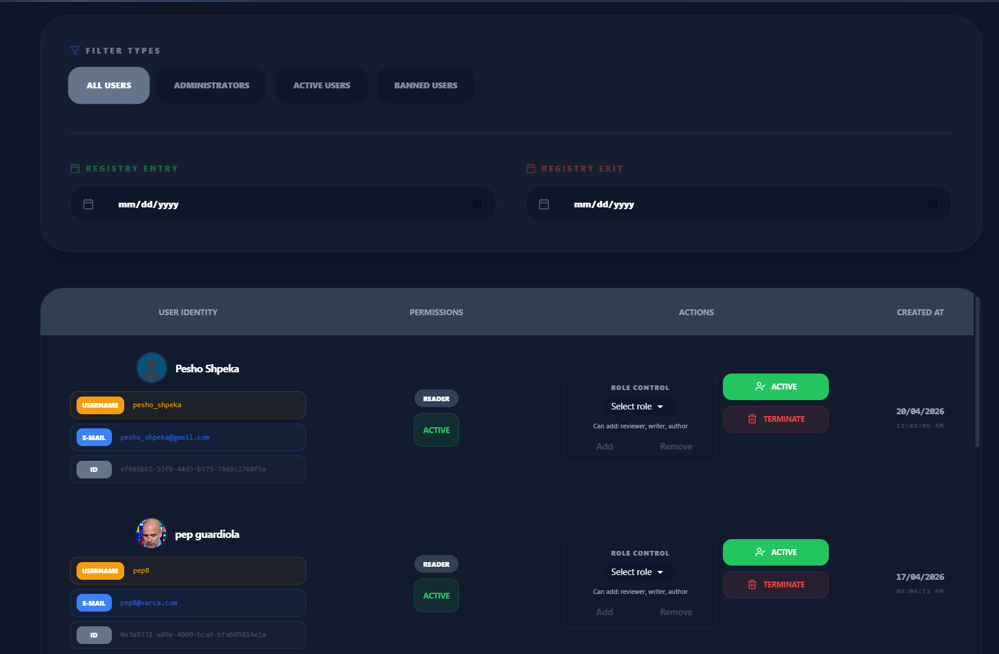 FILTER TYPES
ALL USERS ADMINISTRATORS ACTIVE USERS BANNED USERS
REGISTRY ENTRY REGISTRY EXIT
mm/dd/yyyy mm/dd/yyyy
USER IDENTITY PERMISSIONS ACTIONS CREATED AT
Pesho Shpeka
USERNAME pesho_shpeka
E-MAIL pesho_shpeka@gmail.com
ID ef605bb2-53f0-44d3-b379-7869c2768f9a
READER
ACTIVE
ROLE CONTROL
Select role
Can add: reviewer, writer, author
Add Remove
ACTIVE
TERMINATE
20/04/2026
11:48:06 AM
pep guardiola
USERNAME pep8
E-MAIL pep8@varca.com
ID 0e3a8331-a09e-4009-bca9-bfa605814e1a
READER
ACTIVE
ROLE CONTROL
Select role
Can add: reviewer, writer, author
Add Remove
ACTIVE
TERMINATE
17/04/2026
08:06:12 PM